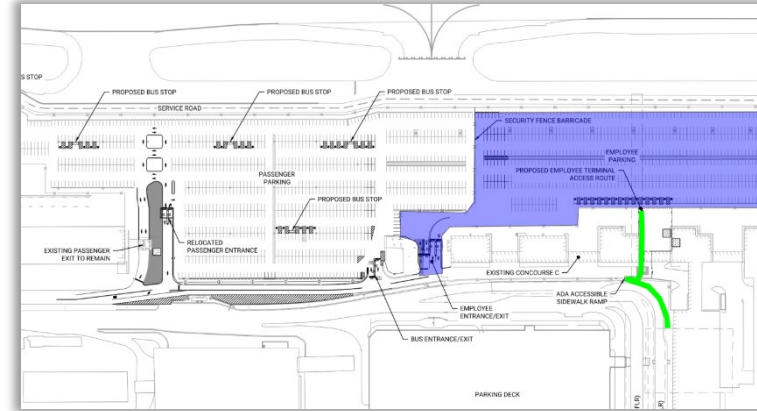 S STOP
PROPOSED BUS STOP
PROPOSED BUS STOP
PROPOSED BUS STOP
SERVICE ROAD
SECURITY FENCE BARRICADE
EMPLOYEE
PARKING
PROPOSED EMPLOYEE TERMINAL
ACCESS ROUTE
PASSENGER
PARKING
PROPOSED BUS STOP
EXISTING PASSENGER
EXIT TO REMAIN
RELOCATED
PASSENGER ENTRANCE
EXISTING CONCOURSE C
ADA ACCESSIBLE
SIDEWALK RAMP
EMPLOYEE
ENTRANCE/EXIT
BUS ENTRANCE/EXIT
PARKING DECK